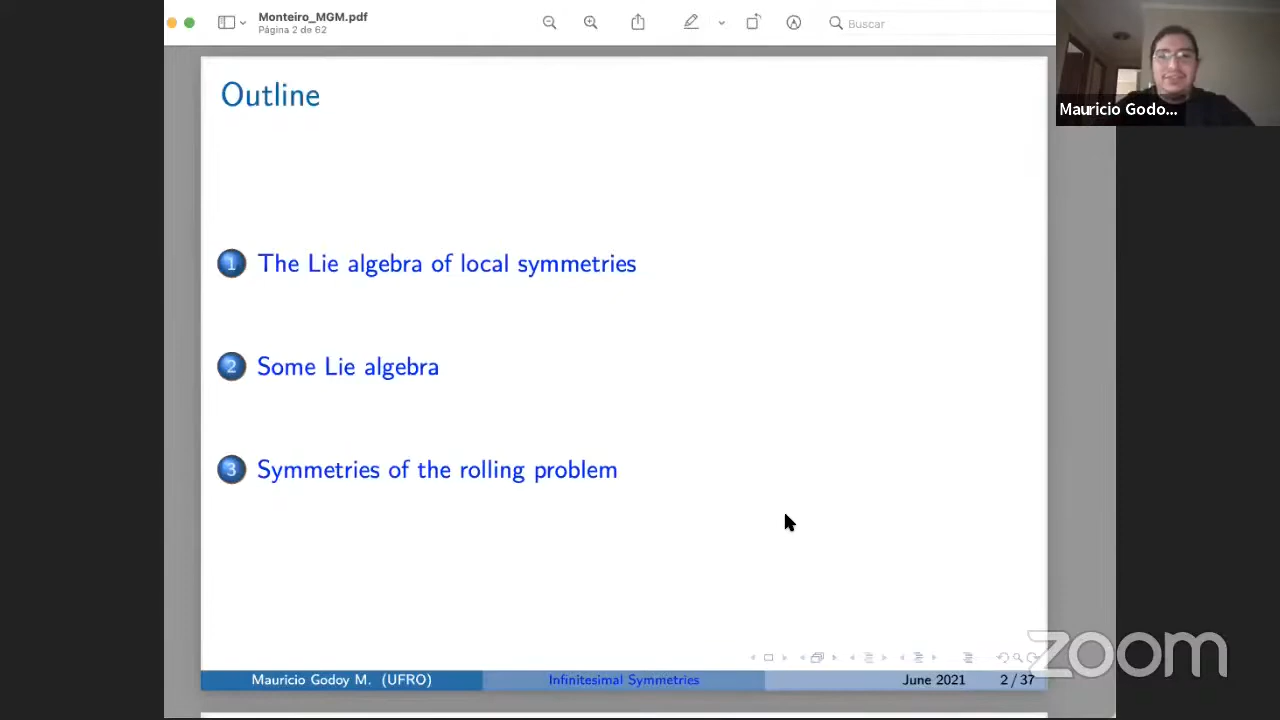 Monteiro_MGM.pdf
Página 2 de 62
Buscar
Mauricio Godo...
Outline
1 The Lie algebra of local symmetries
2 Some Lie algebra
3 Symmetries of the rolling problem
zoom
Mauricio Godoy M. (UFRO) Infinitesimal Symmetries June 2021 2 / 37